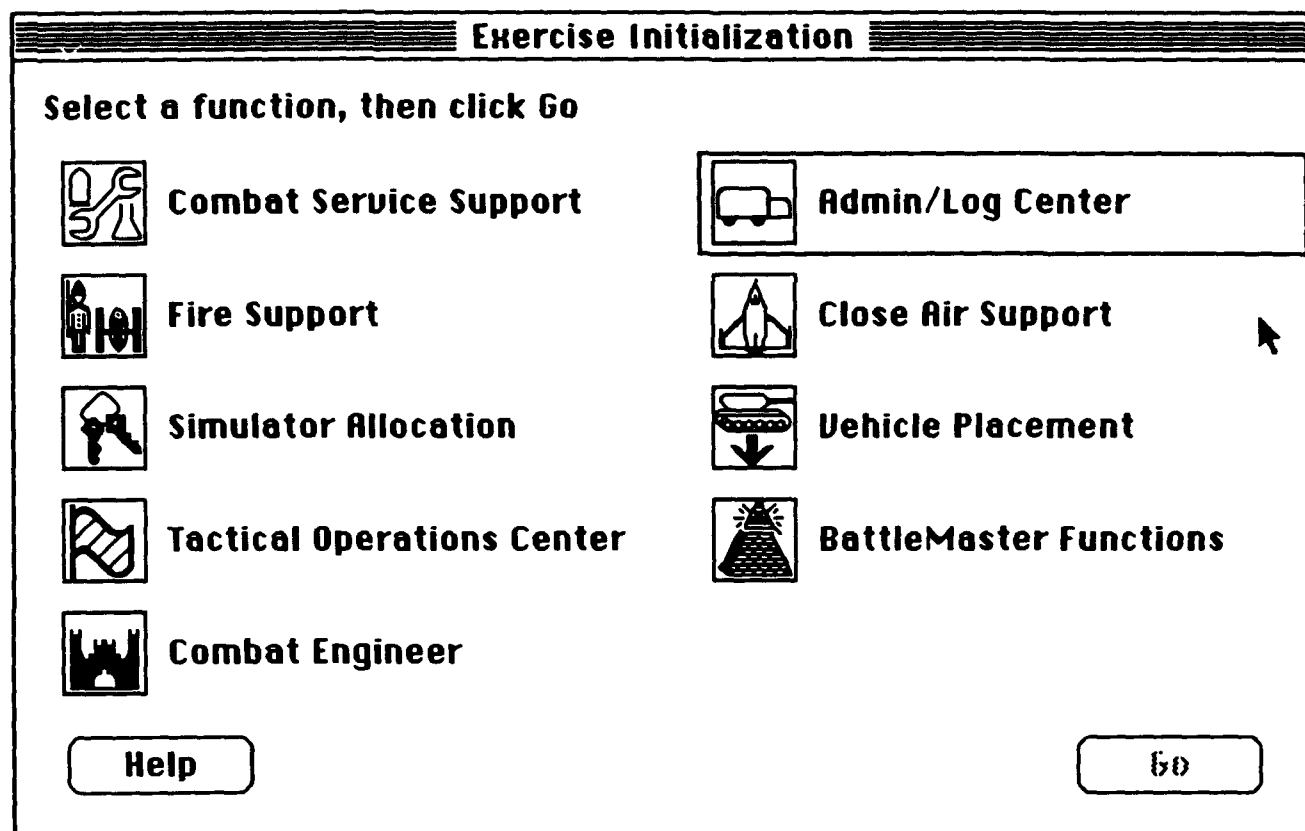 Exercise Initialization
Select a function, then click Go
Combat Service Support
Admin/Log Center
Fire Support
Close Air Support
Simulator Allocation
Vehicle Placement
Tactical Operations Center
BattleMaster Functions
Combat Engineer
Help
Go